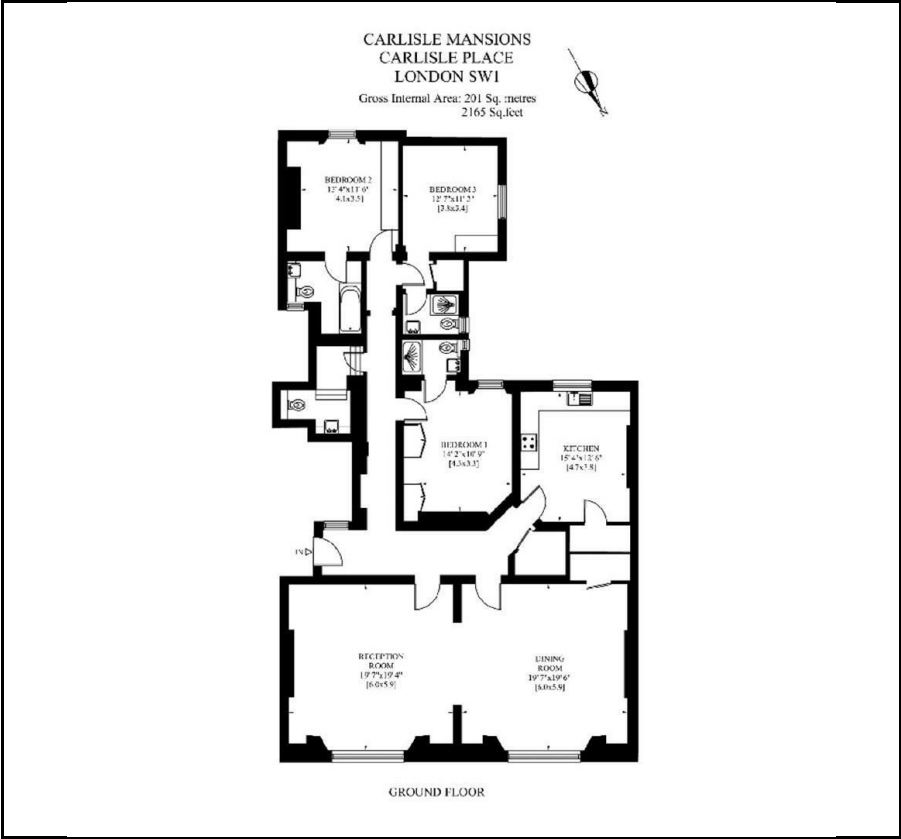 CARLISLE MANSIONS
CARLISLE PLACE
LONDON SW1
Gross Internal Area: 201 Sq. metres
2165 Sq.feet
N
BEDROOM 2
13' 4"x11' 6"
4.1x3.5]
BEDROOM 3
12' 7"x11' 2"
[3.8x3.4]
BEDROOM 1
14' 2"x10' 9"
[4.3x3.3]
KITCHEN
15' 4"x12' 6"
[4.7x3.8]
IN
RECEPTION
ROOM
19' 7"x19' 4"
[6.0x5.9]
DINING
ROOM
19' 7"x19' 6"
[6.0x5.9]
GROUND FLOOR